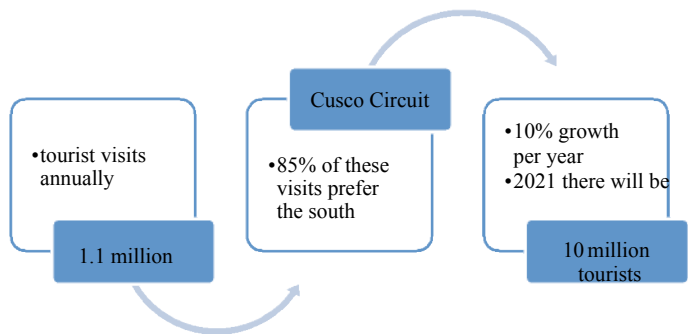 •tourist visits
annually
1.1 million
Cusco Circuit
•85% of these
visits prefer
the south
•10% growth
per year
•2021 there will be
10 million
tourists